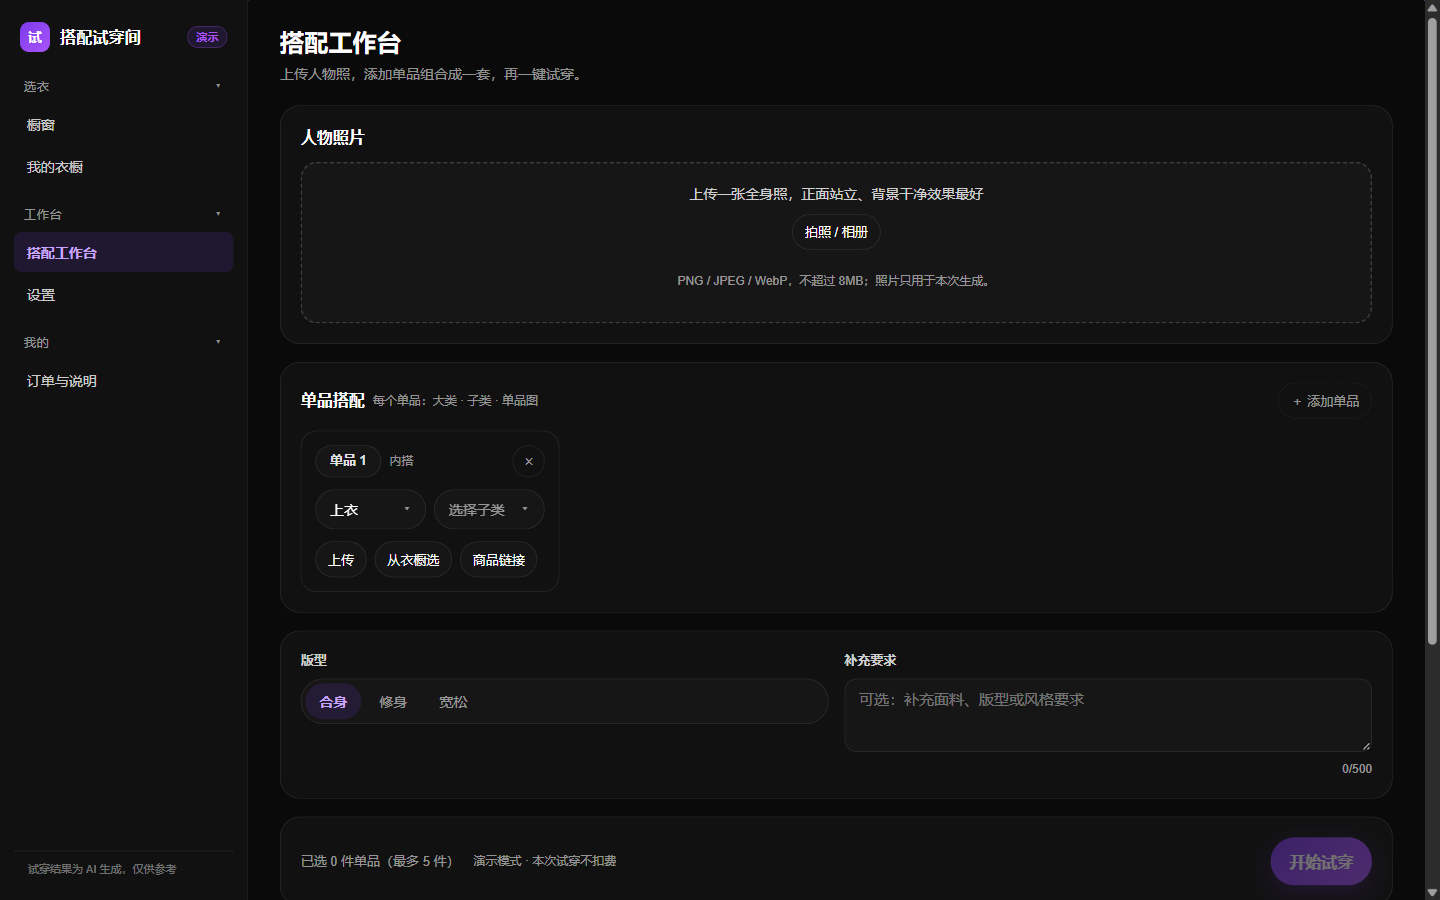 试 搭配试穿间 演示
选衣
橱窗
我的衣橱
工作台
搭配工作台
设置
我的
订单与说明
试穿结果为 AI 生成，仅供参考
搭配工作台
上传人物照，添加单品组合成一套，再一键试穿。
人物照片
上传一张全身照，正面站立、背景干净效果最好
拍照 / 相册
PNG / JPEG / WebP，不超过 8MB；照片只用于本次生成。
单品搭配 每个单品：大类 · 子类 · 单品图
+ 添加单品
单品 1 内搭 ×
上衣 选择子类
上传 从衣橱选 商品链接
版型
合身 修身 宽松
补充要求
可选：补充面料、版型或风格要求
0/500
已选 0 件单品（最多 5 件） 演示模式 · 本次试穿不扣费
开始试穿